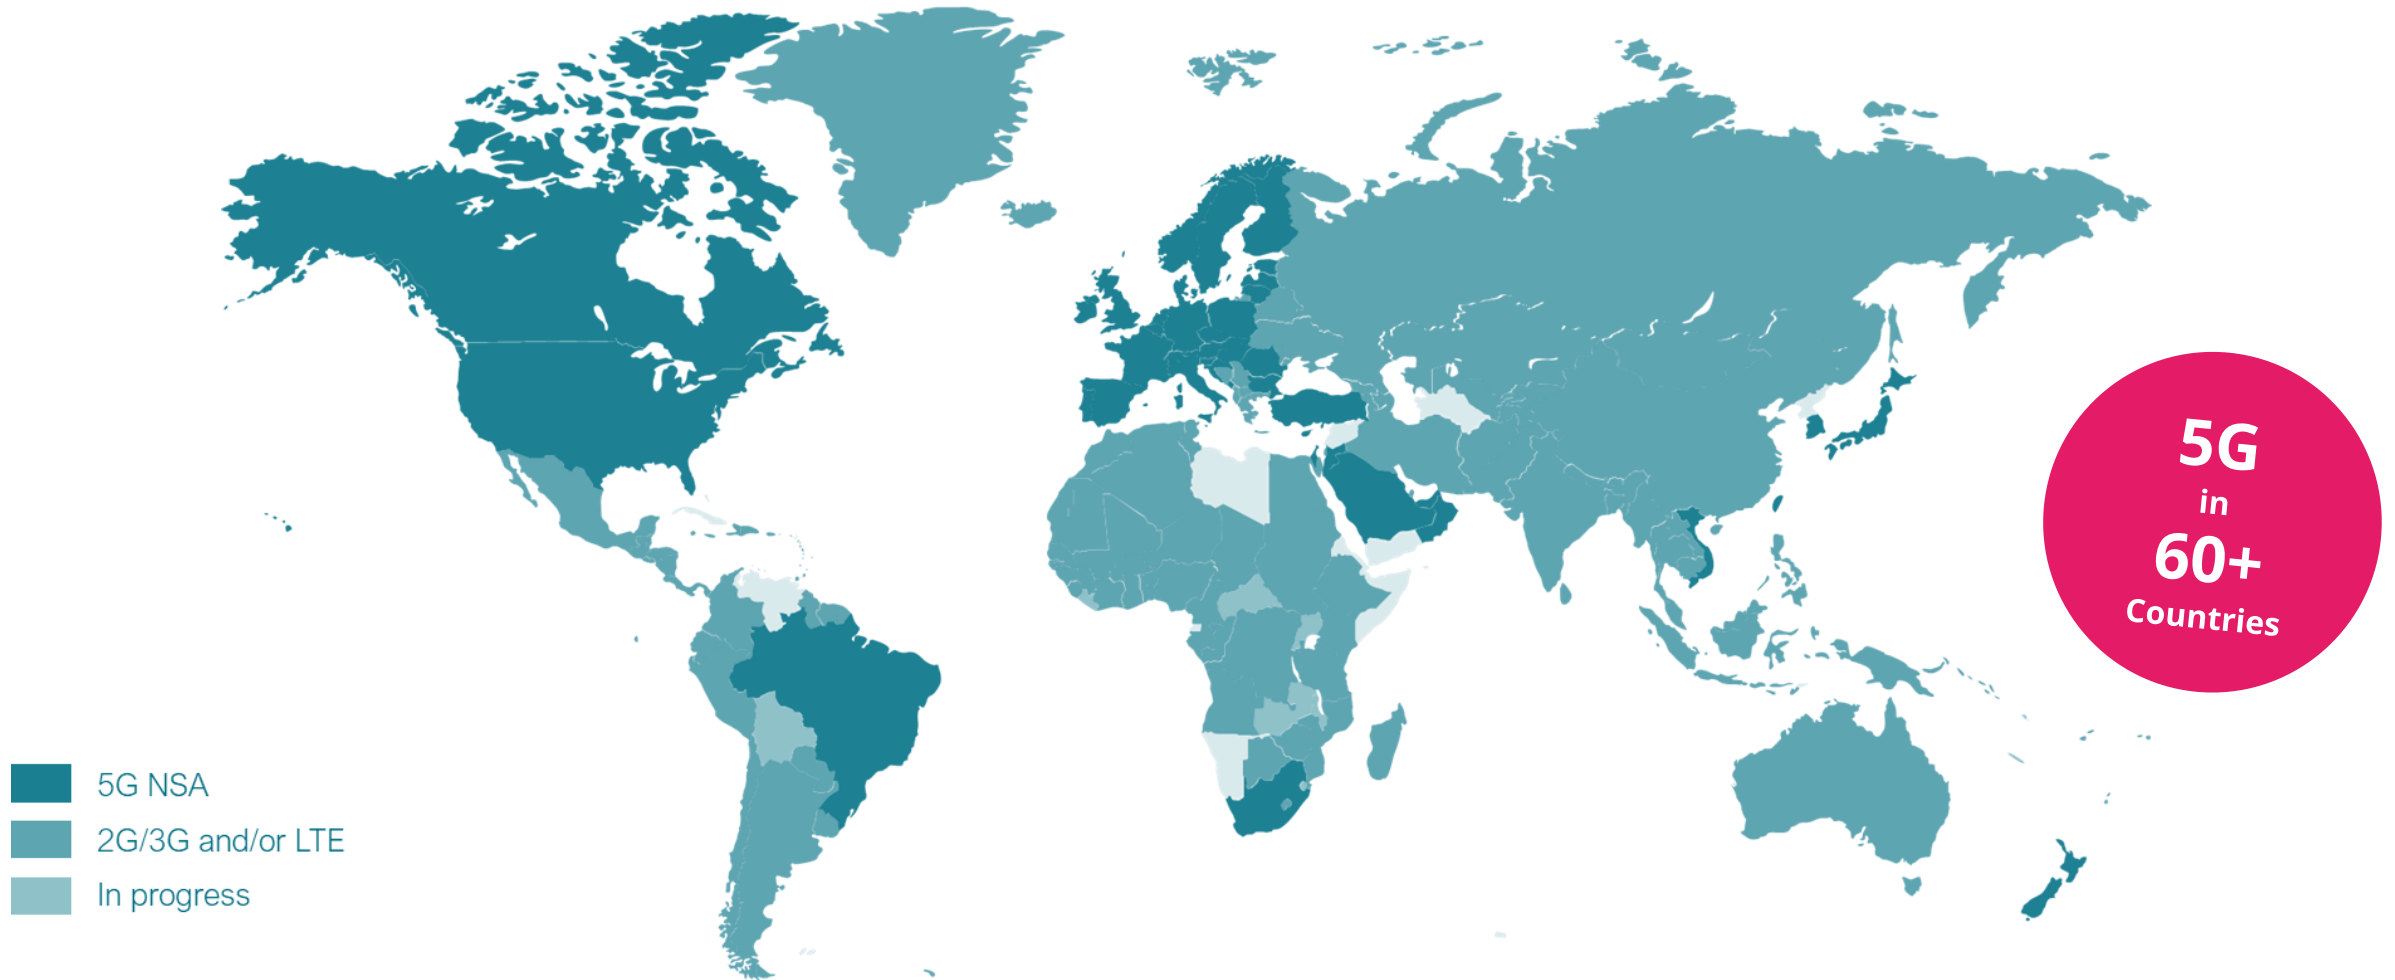 5G
in
60+
Countries
5G NSA
2G/3G and/or LTE
In progress